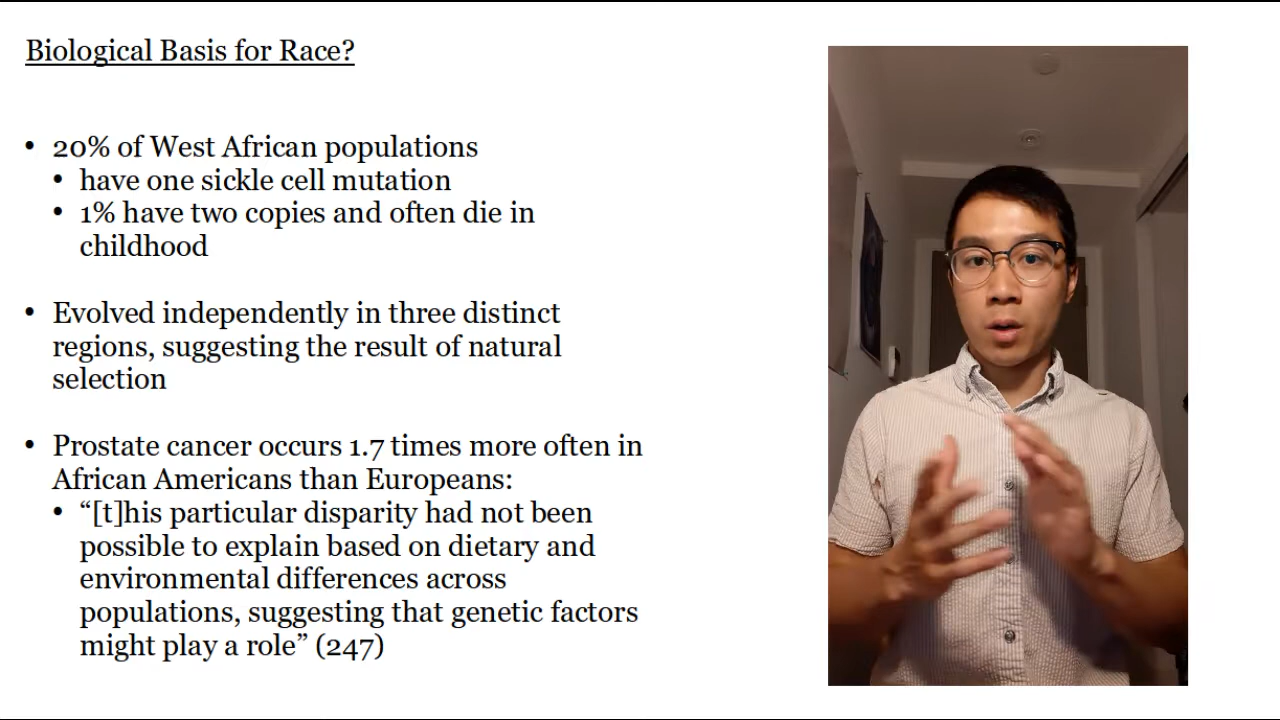 Biological Basis for Race?
• 20% of West African populations
• have one sickle cell mutation
• 1% have two copies and often die in
childhood
• Evolved independently in three distinct
regions, suggesting the result of natural
selection
• Prostate cancer occurs 1.7 times more often in
African Americans than Europeans:
• “[t]his particular disparity had not been
possible to explain based on dietary and
environmental differences across
populations, suggesting that genetic factors
might play a role” (247)